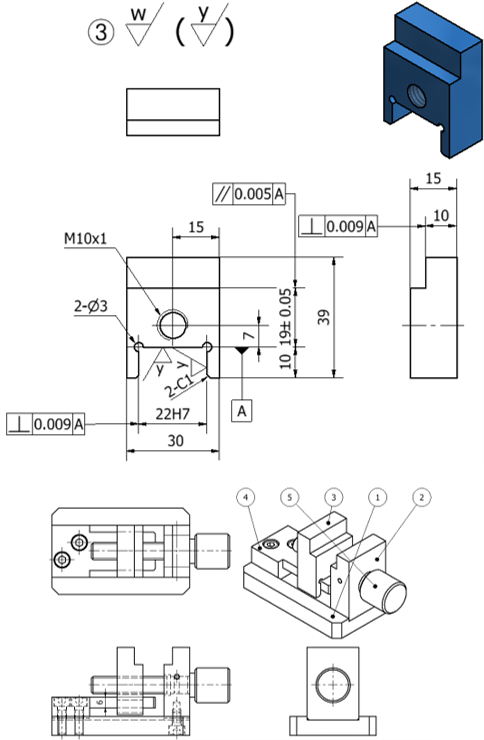 ③ w ( y )
15
10
⊥ 0.009 A
// 0.005 A
15
M10x1
2-Ø3
7
19± 0.05
10
39
y y
2-C1
A
22H7
⊥ 0.009 A
30
4 5 3 1 2
6